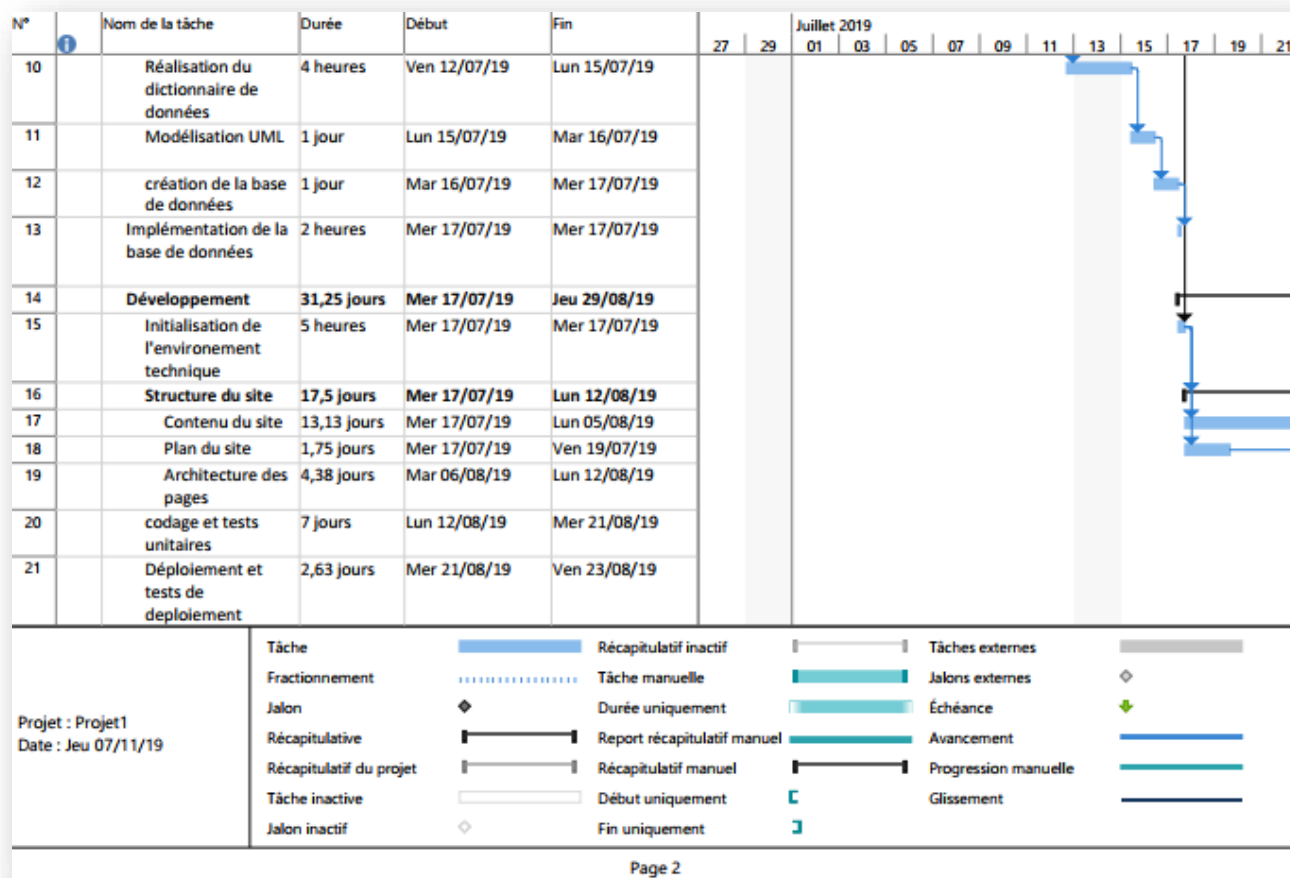 N° Nom de la tâche Durée Début Fin Juillet 2019
27 29 01 03 05 07 09 11 13 15 17 19 21
10 Réalisation du 4 heures Ven 12/07/19 Lun 15/07/19
dictionnaire de
données
11 Modélisation UML 1 jour Lun 15/07/19 Mar 16/07/19
12 création de la base 1 jour Mar 16/07/19 Mer 17/07/19
de données
13 Implémentation de la 2 heures Mer 17/07/19 Mer 17/07/19
base de données
14 Développement 31,25 jours Mer 17/07/19 Jeu 29/08/19
15 Initialisation de 5 heures Mer 17/07/19 Mer 17/07/19
l'environement
technique
16 Structure du site 17,5 jours Mer 17/07/19 Lun 12/08/19
17 Contenu du site 13,13 jours Mer 17/07/19 Lun 05/08/19
18 Plan du site 1,75 jours Mer 17/07/19 Ven 19/07/19
19 Architecture des 4,38 jours Mar 06/08/19 Lun 12/08/19
pages
20 codage et tests 7 jours Lun 12/08/19 Mer 21/08/19
unitaires
21 Déploiement et 2,63 jours Mer 21/08/19 Ven 23/08/19
tests de
deploiement
Projet : Projet1
Date : Jeu 07/11/19
Tâche Récapitulatif inactif Tâches externes
Fractionnement Tâche manuelle Jalons externes
Jalon Durée uniquement Échéance
Récapitulative Report récapitulatif manuel Avancement
Récapitulatif du projet Récapitulatif manuel Progression manuelle
Tâche inactive Début uniquement Glissement
Jalon inactif Fin uniquement
Page 2